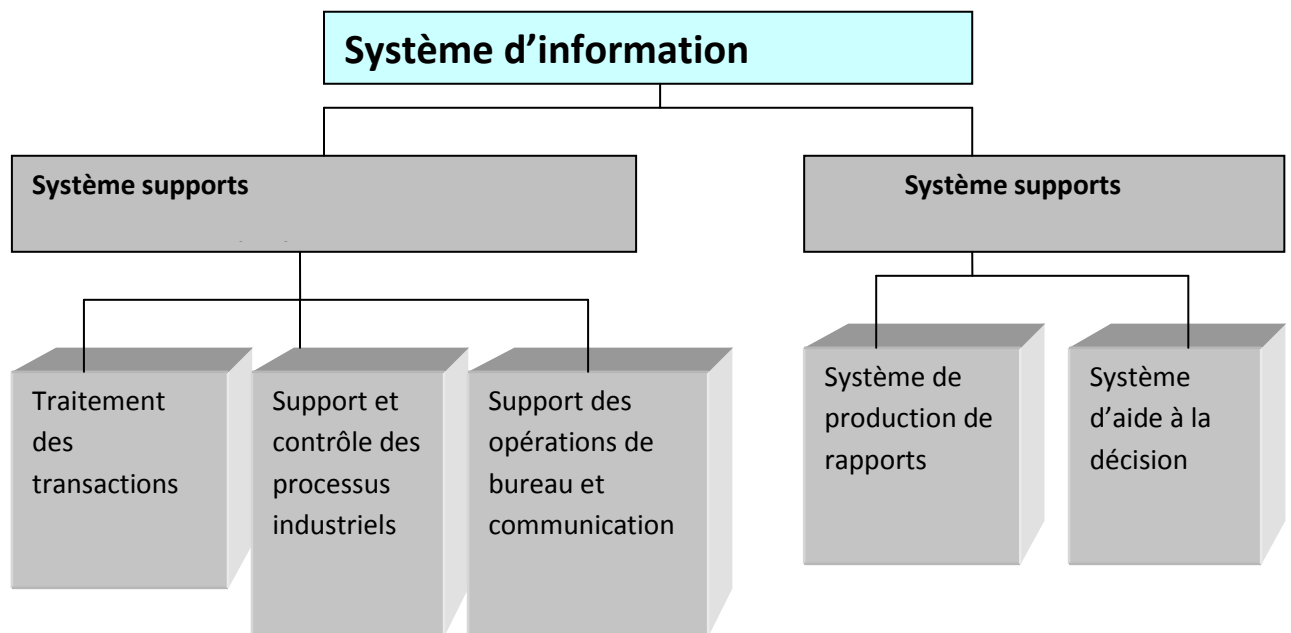 Système d’information
Système supports
Système supports
Traitement
des
transactions
Support et
contrôle des
processus
industriels
Support des
opérations de
bureau et
communication
Système de
production de
rapports
Système
d’aide à la
décision